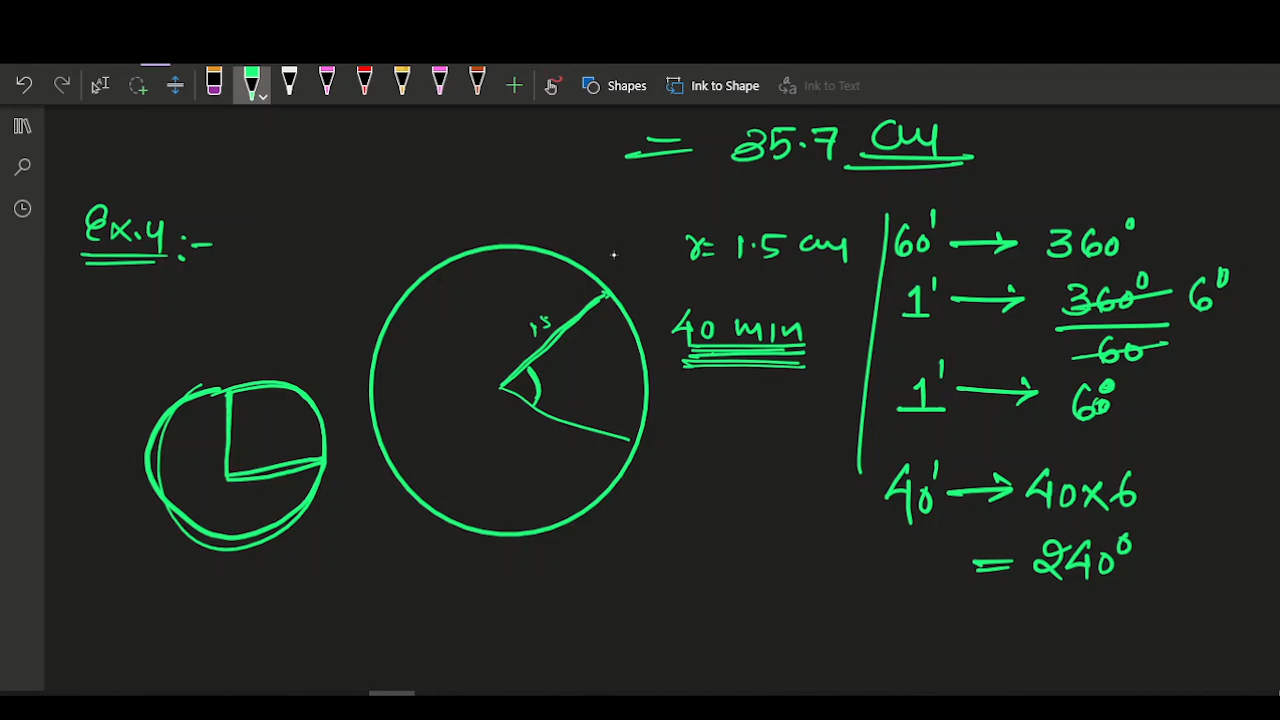 Shapes
Ink to Shape
Ink to Text
= 35.7 cm
Ex.4 :-
r = 1.5 cm
40 min
1.5
60' → 360°
1' → 360° 6°
60
1' → 6°
40' → 40×6
= 240°